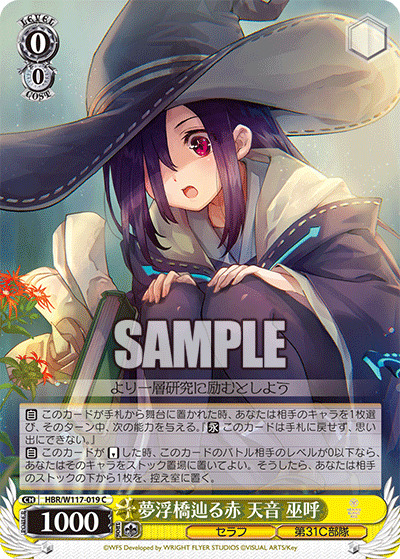 LEVEL
0
0
COST
SAMPLE
より一層研究に励むとしよう
自 このカードが手札から舞台に置かれた時、あなたは相手のキャラを1枚選
び、そのターン中、次の能力を与える。『永 このカードは手札に戻せず、思い
出にできない。』
自 このカードが した時、このカードのバトル相手のレベルが0以下なら、
あなたはそのキャラをストック置場に置いてよい。そうしたら、あなたは相手
のストックの下から1枚を、控え室に置く。
CH HBR/W117-019 C
1000
夢浮橋辿る赤 天音 巫呼
セラフ
第31C部隊
©WFS Developed by WRIGHT FLYER STUDIOS ©VISUAL ARTS/Key